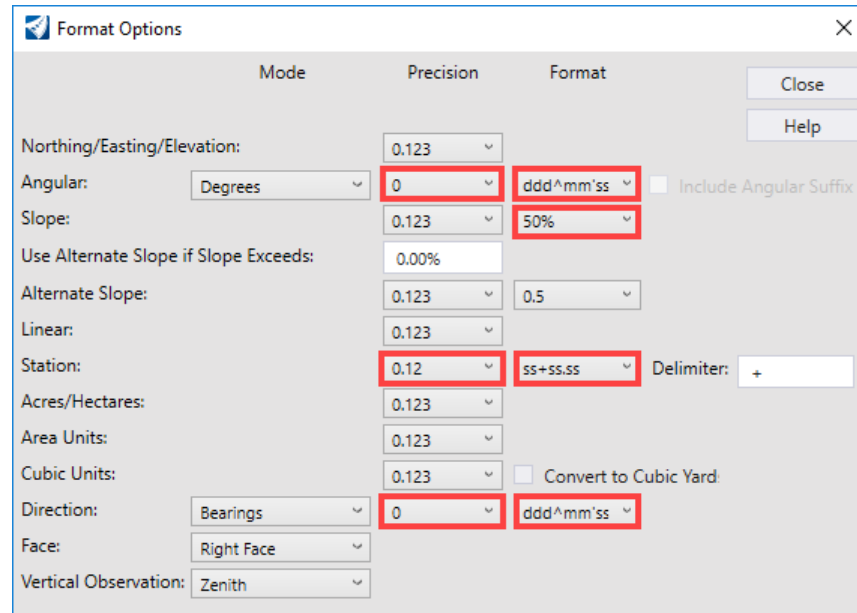 Format Options
Mode Precision Format
Close
Help
Northing/Easting/Elevation: 0.123
Angular: Degrees 0 ddd^mm'ss Include Angular Suffix
Slope: 0.123 50%
Use Alternate Slope if Slope Exceeds: 0.00%
Alternate Slope: 0.123 0.5
Linear: 0.123
Station: 0.12 ss+ss.ss Delimiter: +
Acres/Hectares: 0.123
Area Units: 0.123
Cubic Units: 0.123 Convert to Cubic Yard
Direction: Bearings 0 ddd^mm'ss
Face: Right Face
Vertical Observation: Zenith